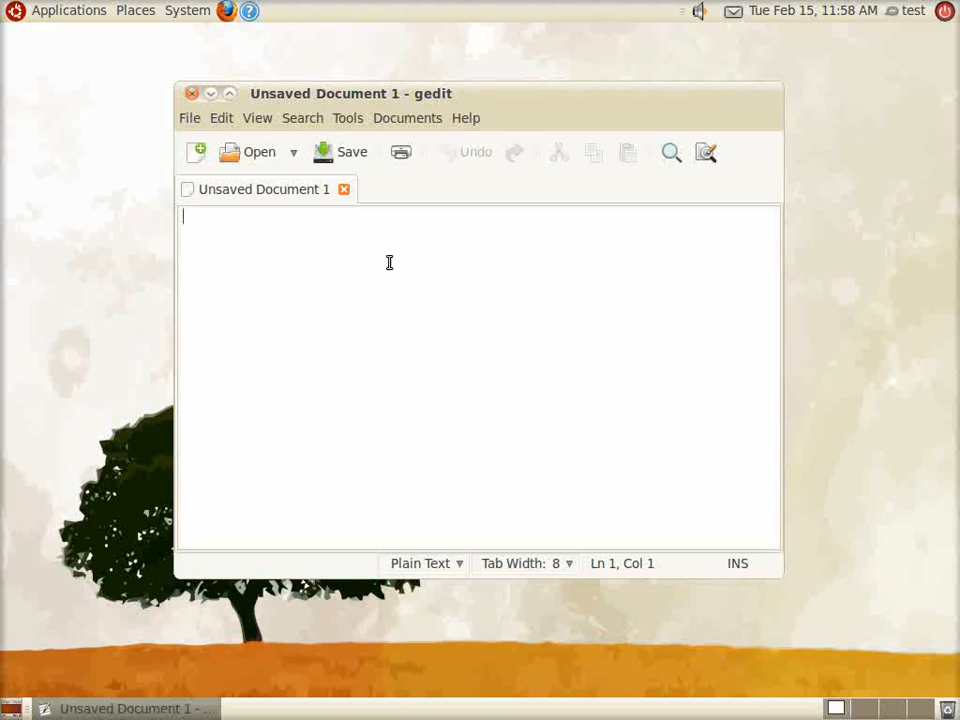 Applications Places System Tue Feb 15, 11:58 AM test
Unsaved Document 1 - gedit
File Edit View Search Tools Documents Help
Open Save Undo
Unsaved Document 1
Plain Text Tab Width: 8 Ln 1, Col 1 INS
Unsaved Document 1 - ...